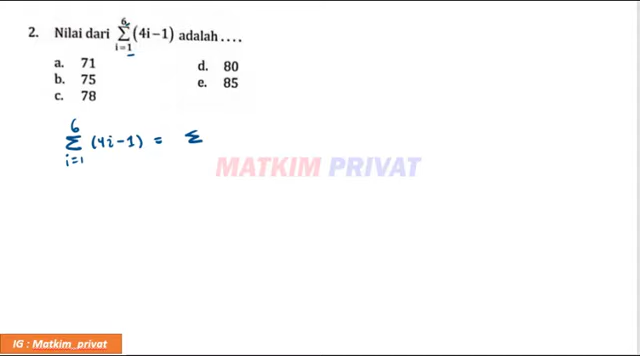 2. Nilai dari 6 Σ i=1 (4i−1) adalah ....
a. 71
b. 75
c. 78
d. 80
e. 85
6 Σ i=1 (4i−1) = Σ
MATKIM PRIVAT
IG : Matkim_privat